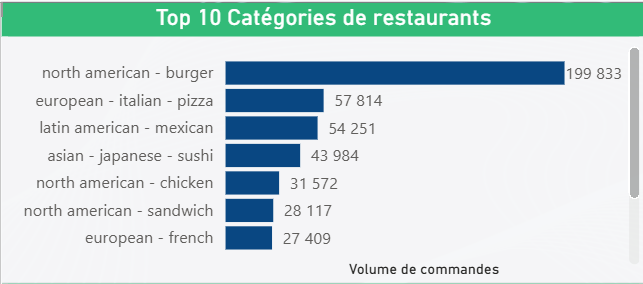 Top 10 Catégories de restaurants
north american - burger 199 833
european - italian - pizza 57 814
latin american - mexican 54 251
asian - japanese - sushi 43 984
north american - chicken 31 572
north american - sandwich 28 117
european - french 27 409
Volume de commandes